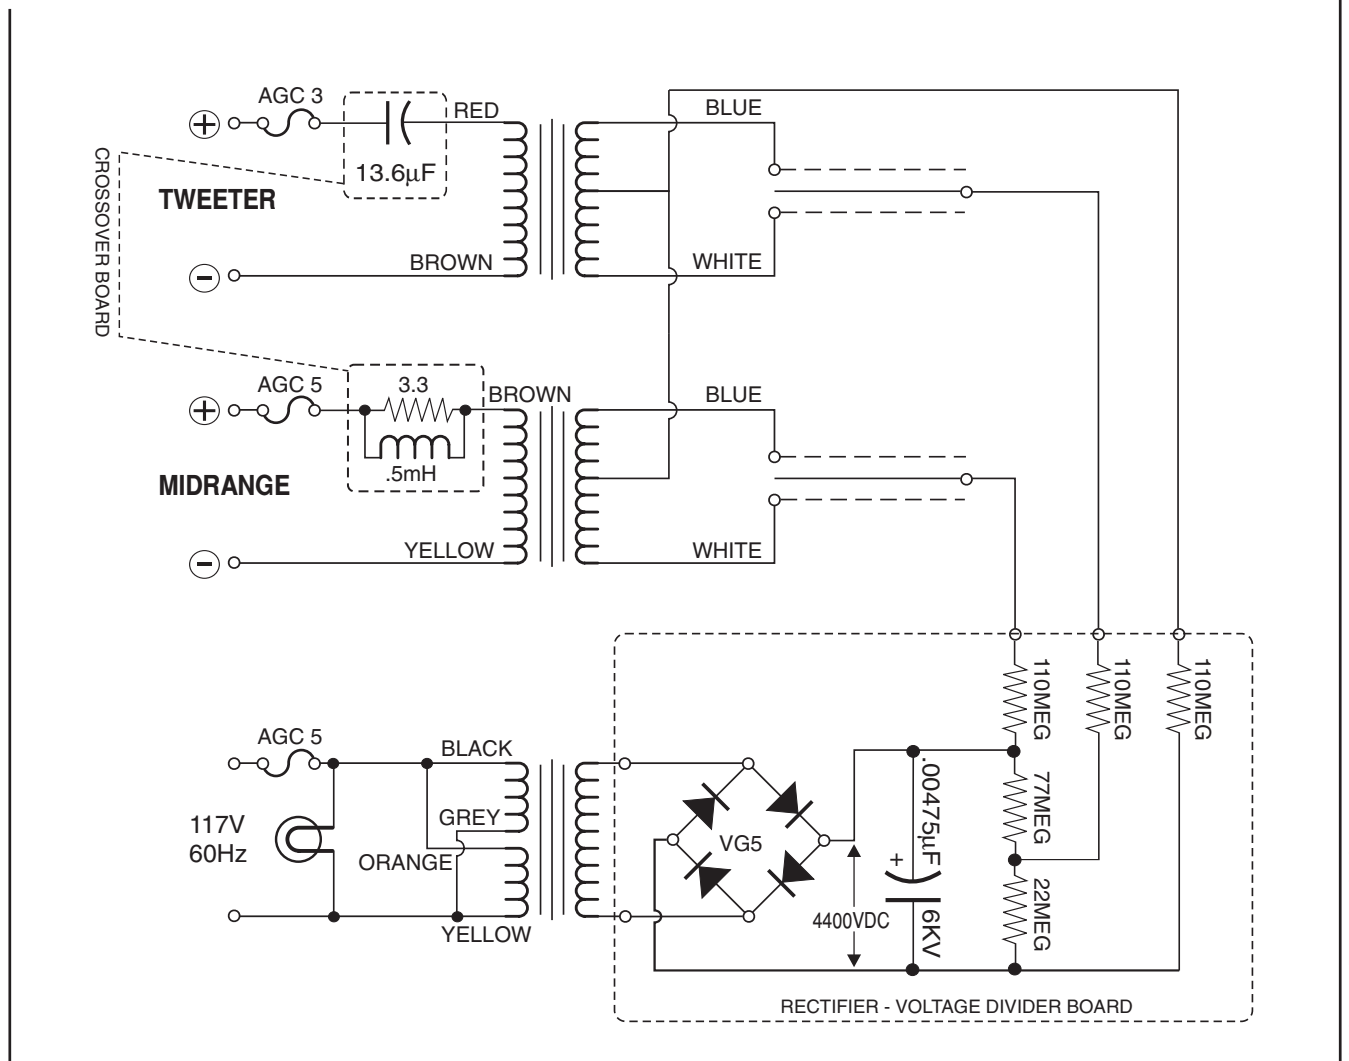 AGC 3
RED
BLUE
+
13.6µF
CROSSOVER BOARD
TWEETER
BROWN
WHITE
−
AGC 5
3.3
BROWN
BLUE
+
.5mH
MIDRANGE
YELLOW
WHITE
−
110MEG
110MEG
110MEG
AGC 5
BLACK
117V
60Hz
GREY
ORANGE
YELLOW
VG5
.00475µF
+
6KV
4400VDC
77MEG
22MEG
RECTIFIER - VOLTAGE DIVIDER BOARD